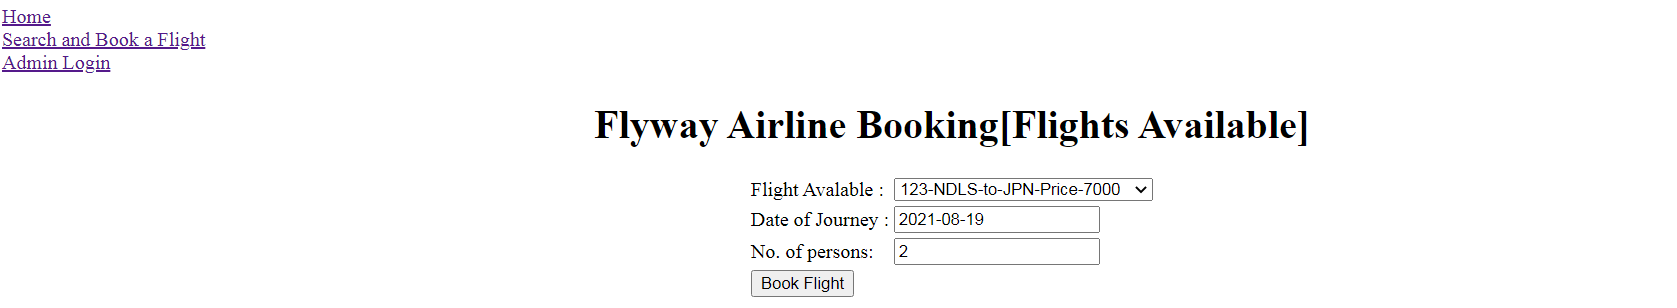 Home
Search and Book a Flight
Admin Login
Flyway Airline Booking[Flights Available]
Flight Avalable : 123-NDLS-to-JPN-Price-7000
Date of Journey : 2021-08-19
No. of persons: 2
Book Flight